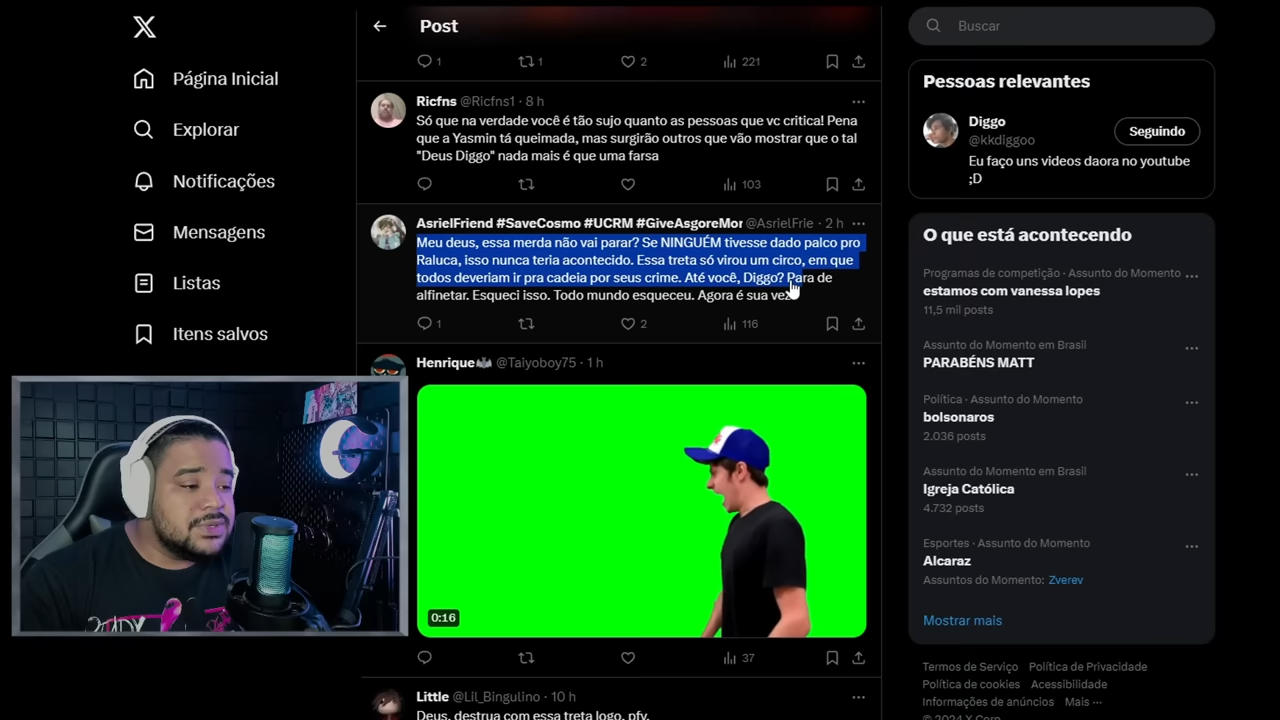 Post
Página Inicial
Explorar
Notificações
Mensagens
Listas
Itens salvos
1
1
2
221
Ricfns @Ricfns1 · 8 h
Só que na verdade você é tão sujo quanto as pessoas que vc critica! Pena
que a Yasmin tá queimada, mas surgirão outros que vão mostrar que o tal
"Deus Diggo" nada mais é que uma farsa
103
AsrielFriend #SaveCosmo #UCRM #GiveAsgoreMor @AsrielFrie · 2 h
Meu deus, essa merda não vai parar? Se NINGUÉM tivesse dado palco pro
Raluca, isso nunca teria acontecido. Essa treta só virou um circo, em que
todos deveriam ir pra cadeia por seus crime. Até você, Diggo? Para de
alfinetar. Esqueci isso. Todo mundo esqueceu. Agora é sua vez
1
2
116
Henrique @Taiyoboy75 · 1 h
0:16
37
Little @Lil_Bingulino · 10 h
Deus, destrua com essa treta logo, pfv.
Buscar
Pessoas relevantes
Diggo
@kkdiggoo
Seguindo
Eu faço uns videos daora no youtube
;D
O que está acontecendo
Programas de competição · Assunto do Momento
estamos com vanessa lopes
11,5 mil posts
Assunto do Momento em Brasil
PARABÉNS MATT
Política · Assunto do Momento
bolsonaros
2.036 posts
Assunto do Momento em Brasil
Igreja Católica
4.732 posts
Esportes · Assunto do Momento
Alcaraz
Assuntos do Momento: Zverev
Mostrar mais
Termos de Serviço Política de Privacidade
Política de cookies Acessibilidade
Informações de anúncios Mais ···
© 2024 X Corp.